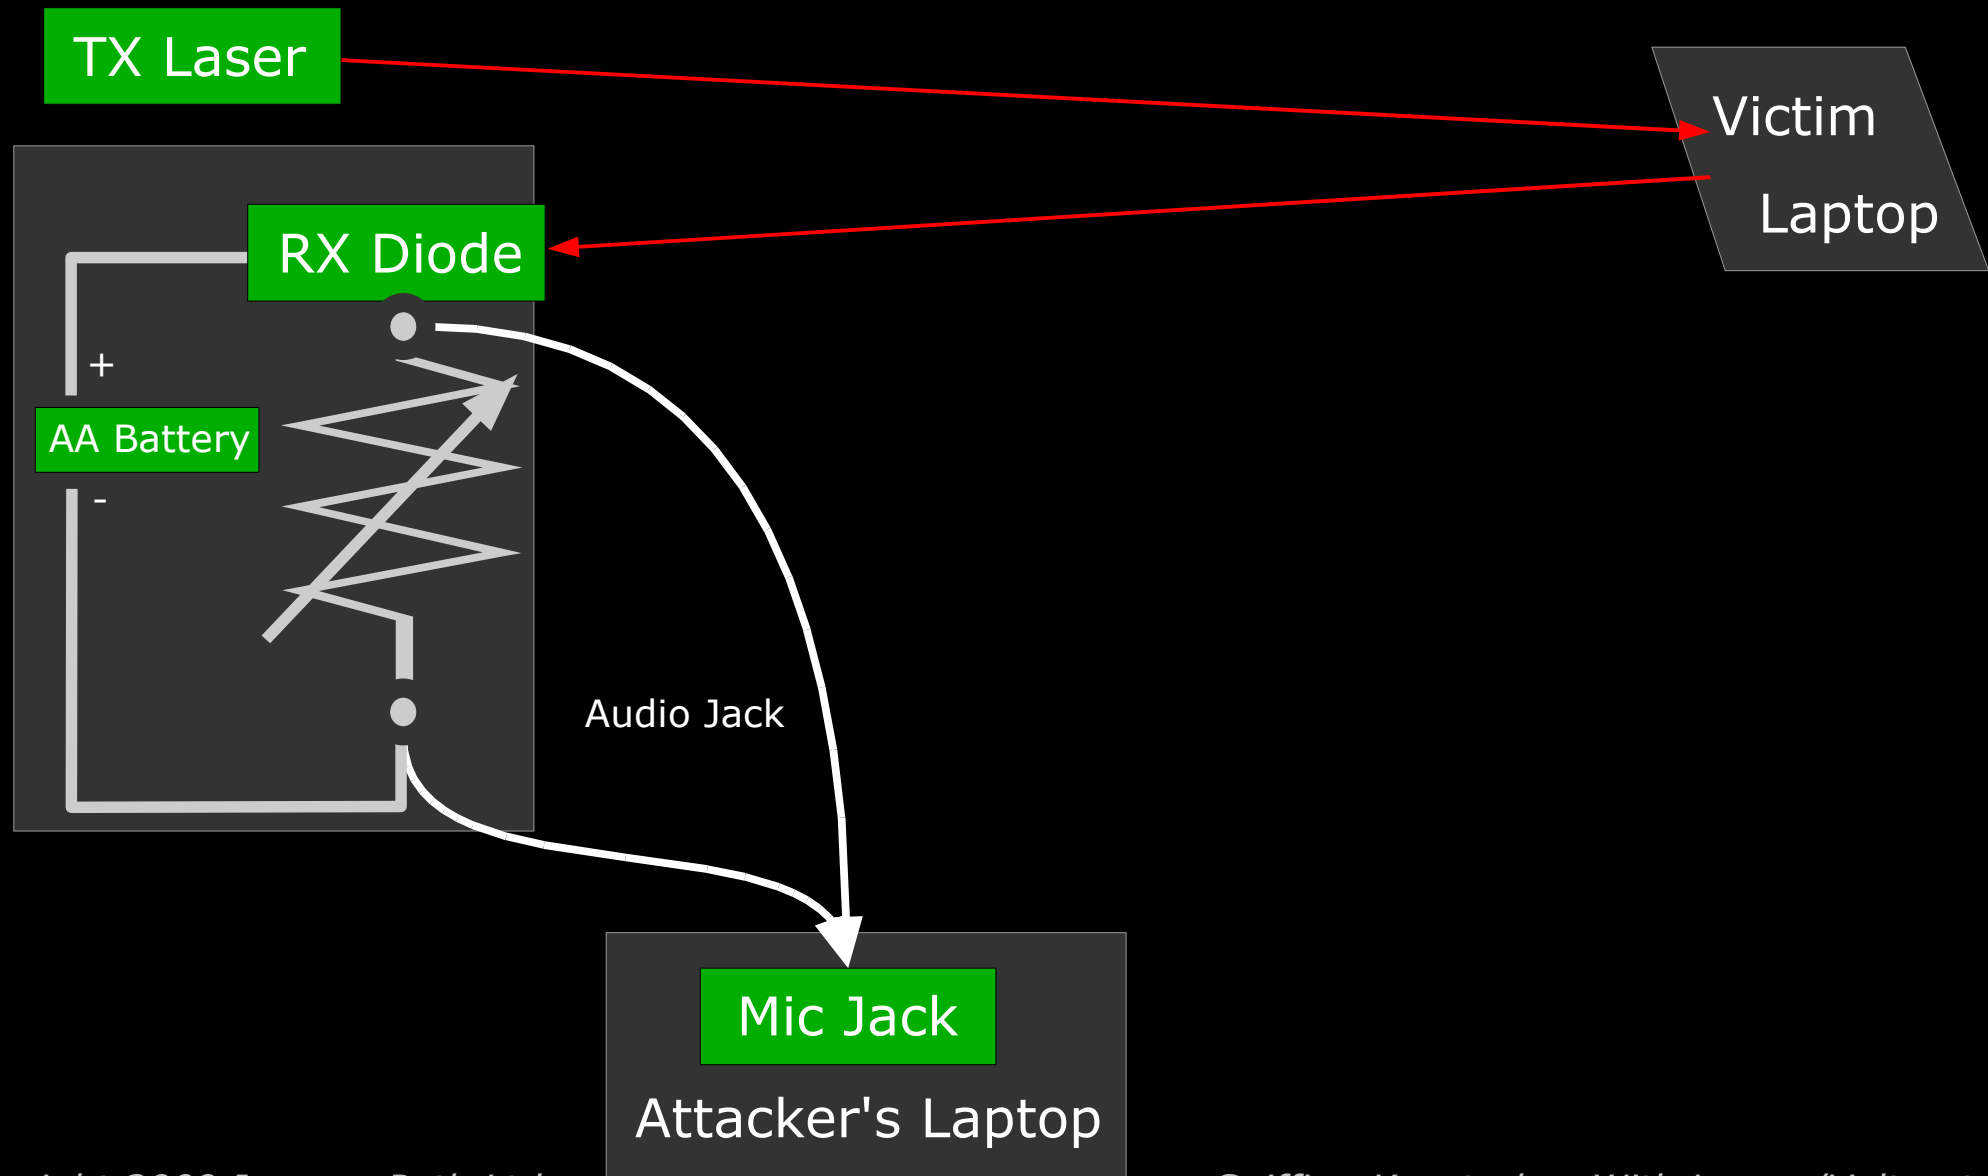 TX Laser
Victim
Laptop
RX Diode
+
AA Battery
-
Audio Jack
Mic Jack
Attacker's Laptop